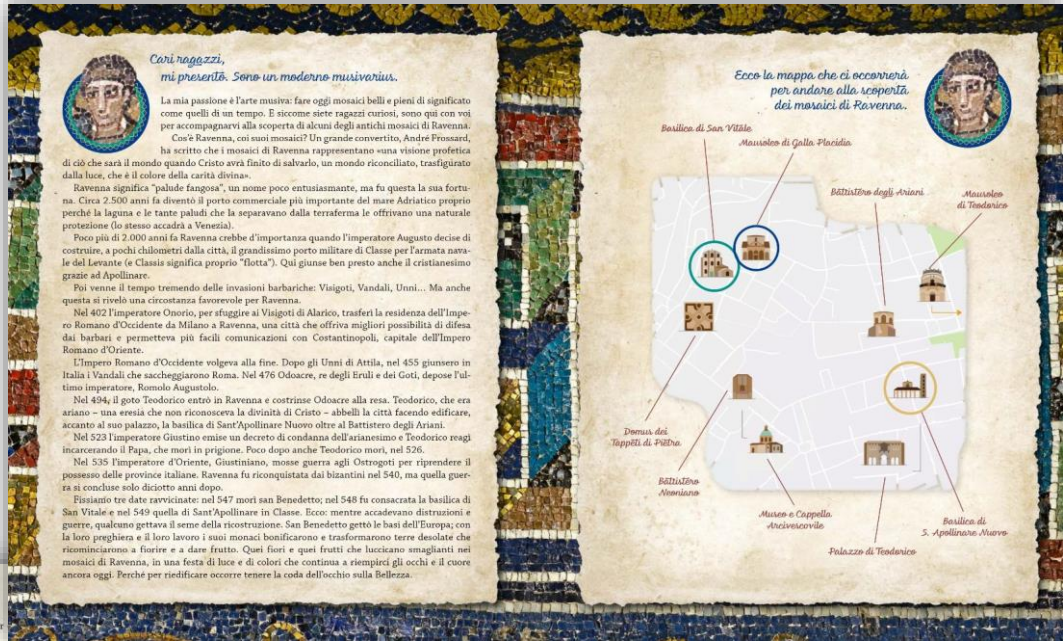 Cari ragazzi,
mi presento. Sono un moderno musivarius.
La mia passione è l'arte musiva: fare oggi mosaici belli e pieni di significato
come quelli di un tempo. E siccome siete ragazzi curiosi, sono qui con voi
per accompagnarvi alla scoperta di alcuni degli antichi mosaici di Ravenna.
Cos'è Ravenna, coi suoi mosaici? Un grande convertito, André Frossard,
ha scritto che i mosaici di Ravenna rappresentano «una visione profetica
di ciò che sarà il mondo quando Cristo avrà finito di salvarlo, un mondo riconciliato, trasfigurato
dalla luce, che è il colore della carità divina».
Ravenna significa "palude fangosa", un nome poco entusiasmante, ma fu questa la sua fortu-
na. Circa 2.500 anni fa diventò il porto commerciale più importante del mare Adriatico proprio
perché la laguna e le tante paludi che la separavano dalla terraferma le offrivano una naturale
protezione (lo stesso accadrà a Venezia).
Poco più di 2.000 anni fa Ravenna crebbe d'importanza quando l'imperatore Augusto decise di
costruire, a pochi chilometri dalla città, il grandissimo porto militare di Classe per l'armata nava-
le del Levante (e Classis significa proprio "flotta"). Qui giunse ben presto anche il cristianesimo
grazie ad Apollinare.
Poi venne il tempo tremendo delle invasioni barbariche: Visigoti, Vandali, Unni... Ma anche
questa si rivelò una circostanza favorevole per Ravenna.
Nel 402 l'imperatore Onorio, per sfuggire ai Visigoti di Alarico, trasferì la residenza dell'Impe-
ro Romano d'Occidente da Milano a Ravenna, una città che offriva migliori possibilità di difesa
dai barbari e permetteva più facili comunicazioni con Costantinopoli, capitale dell'Impero
Romano d'Oriente.
L'Impero Romano d'Occidente volgeva alla fine. Dopo gli Unni di Attila, nel 455 giunsero in
Italia i Vandali che saccheggiarono Roma. Nel 476 Odoacre, re degli Eruli e dei Goti, depose l'ul-
timo imperatore, Romolo Augustolo.
Nel 494, il goto Teodorico entrò in Ravenna e costrinse Odoacre alla resa. Teodorico, che era
ariano – una eresia che non riconosceva la divinità di Cristo – abbellì la città facendo edificare,
accanto al suo palazzo, la basilica di Sant'Apollinare Nuovo oltre al Battistero degli Ariani.
Nel 523 l'imperatore Giustino emise un decreto di condanna dell'arianesimo e Teodorico reagì
incarcerando il Papa, che morì in prigione. Poco dopo anche Teodorico morì, nel 526.
Nel 535 l'imperatore d'Oriente, Giustiniano, mosse guerra agli Ostrogoti per riprendere il
possesso delle province italiane. Ravenna fu riconquistata dai bizantini nel 540, ma quella guer-
ra si concluse solo diciotto anni dopo.
Fissiamo tre date ravvicinate: nel 547 morì san Benedetto; nel 548 fu consacrata la basilica di
San Vitale e nel 549 quella di Sant'Apollinare in Classe. Ecco: mentre accadevano distruzioni e
guerre, qualcuno gettava il seme della ricostruzione. San Benedetto gettò le basi dell'Europa; con
la loro preghiera e il loro lavoro i suoi monaci bonificarono e trasformarono terre desolate che
ricominciarono a fiorire e a dare frutto. Quei fiori e quei frutti che luccicano smaglianti nei
mosaici di Ravenna, in una festa di luce e di colori che continua a riempirci gli occhi e il cuore
ancora oggi. Perché per riedificare occorre tenere la coda dell'occhio sulla Bellezza.
Ecco la mappa che ci occorrerà
per andare alla scoperta
dei mosaici di Ravenna.
Basilica di San Vitale
Mausoleo di Galla Placidia
Battistero degli Ariani
Mausoleo
di Teodorico
Domus dei
Tappeti di Pietra
Battistero
Neoniano
Museo e Cappella
Arcivescovile
Basilica di
S. Apollinare Nuovo
Palazzo di Teodorico